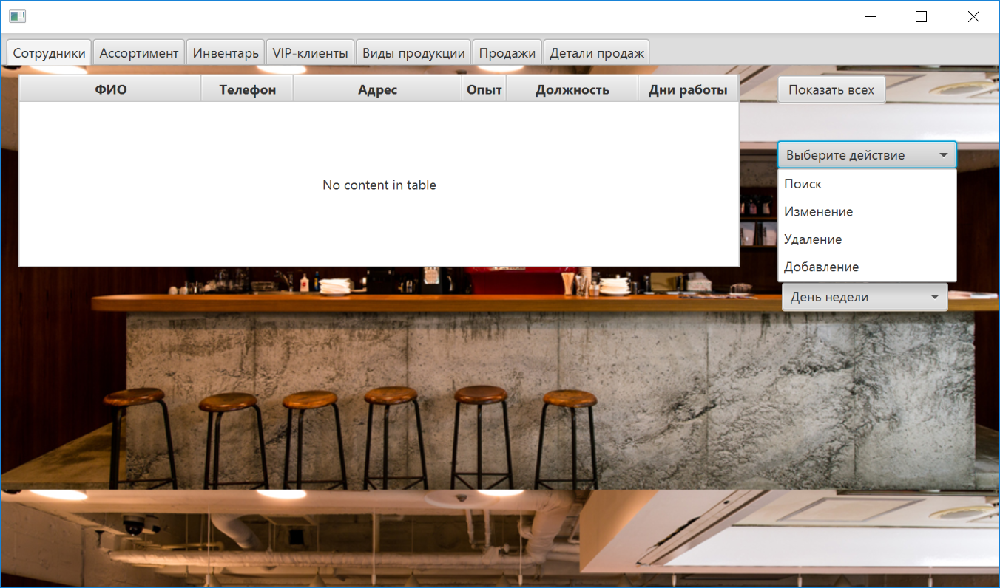 Сотрудники Ассортимент Инвентарь VIP-клиенты Виды продукции Продажи Детали продаж
ФИО Телефон Адрес Опыт Должность Дни работы
No content in table
Показать всех
Выберите действие
Поиск
Изменение
Удаление
Добавление
День недели